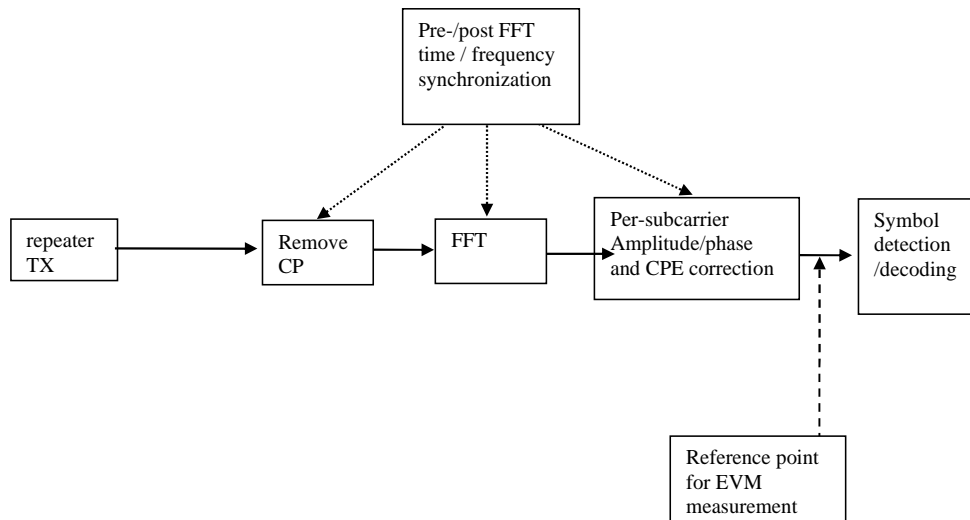 Pre-/post FFT
time / frequency
synchronization
repeater
TX
Remove
CP
FFT
Per-subcarrier
Amplitude/phase
and CPE correction
Symbol
detection
/decoding
Reference point
for EVM
measurement